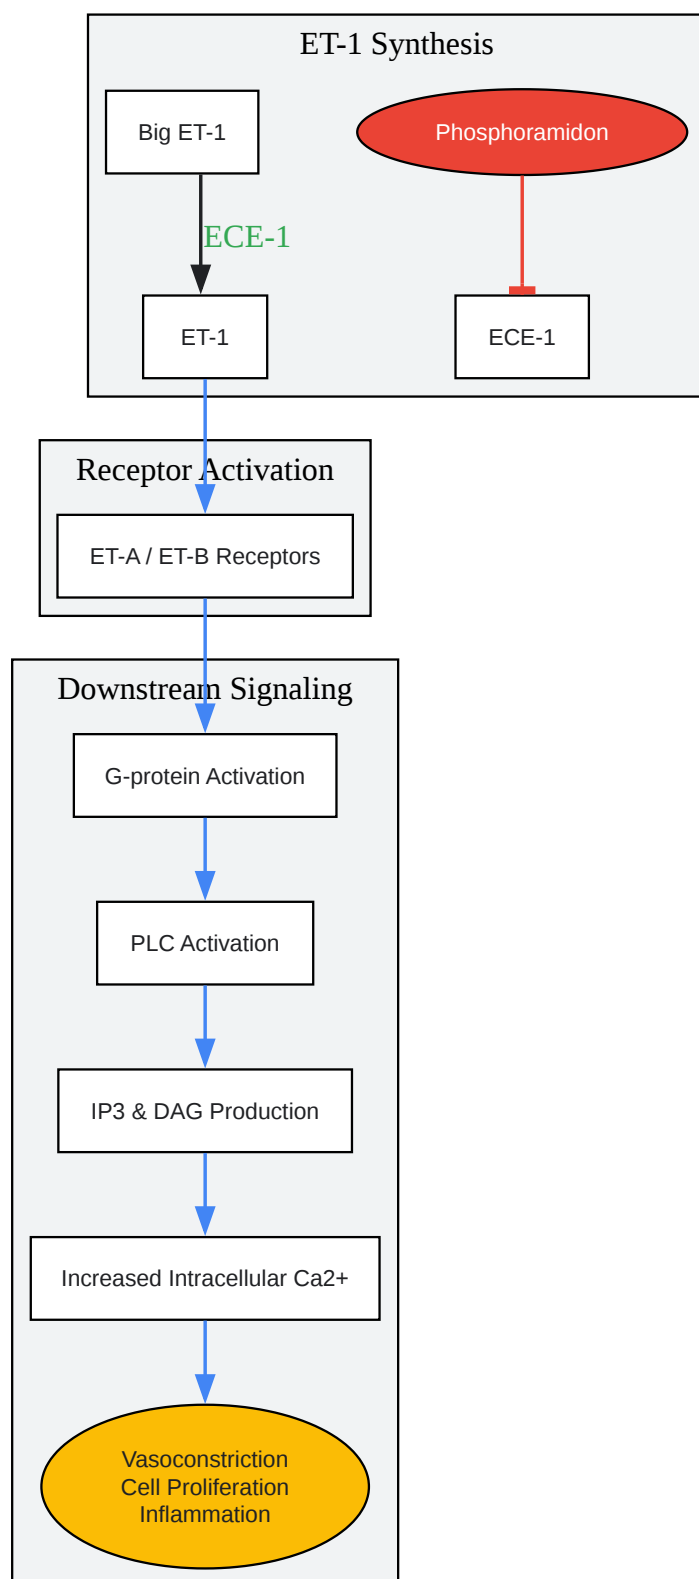 ET-1 Synthesis
Big ET-1
Phosphoramidon
ECE-1
ET-1
ECE-1
Receptor Activation
ET-A / ET-B Receptors
Downstream Signaling
G-protein Activation
PLC Activation
IP3 & DAG Production
Increased Intracellular Ca2+
Vasoconstriction
Cell Proliferation
Inflammation